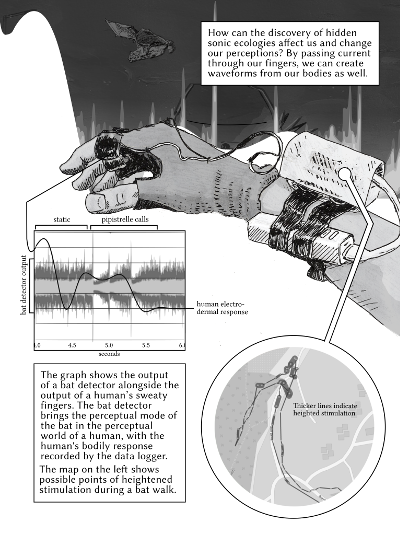 How can the discovery of hidden
sonic ecologies affect us and change
our perceptions? By passing current
through our fingers, we can create
waveforms from our bodies as well.
static
pipistrelle calls
bat detector output
human electro-
dermal response
4.5
5.0
5.5
seconds
The graph shows the output
of a bat detector alongside the
output of a human's sweaty
fingers. The bat detector
brings the perceptual mode of
the bat in the perceptual
world of a human, with the
human's bodily response
recorded by the data logger.
The map on the left shows
possible points of heightened
stimulation during a bat walk.
Thicker lines indicate
heighted stimulation